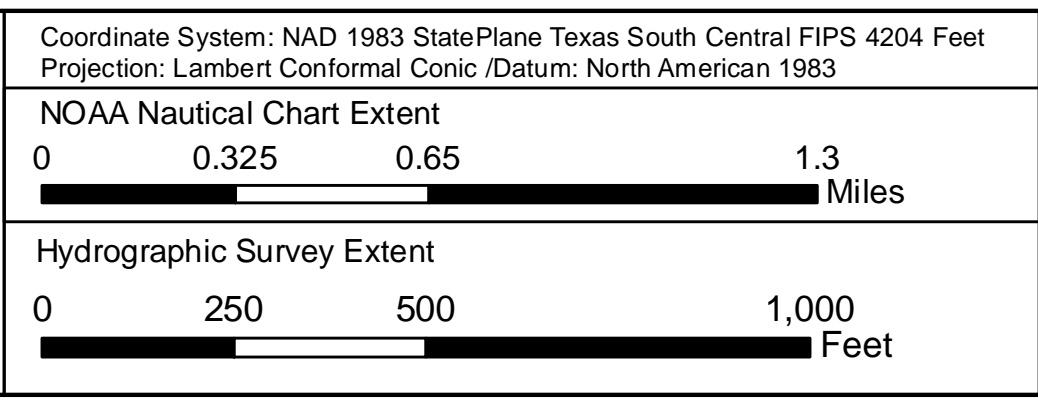 Coordinate System: NAD 1983 StatePlane Texas South Central FIPS 4204 Feet
Projection: Lambert Conformal Conic /Datum: North American 1983
NOAA Nautical Chart Extent
0 0.325 0.65 1.3
Miles
Hydrographic Survey Extent
0 250 500 1,000
Feet